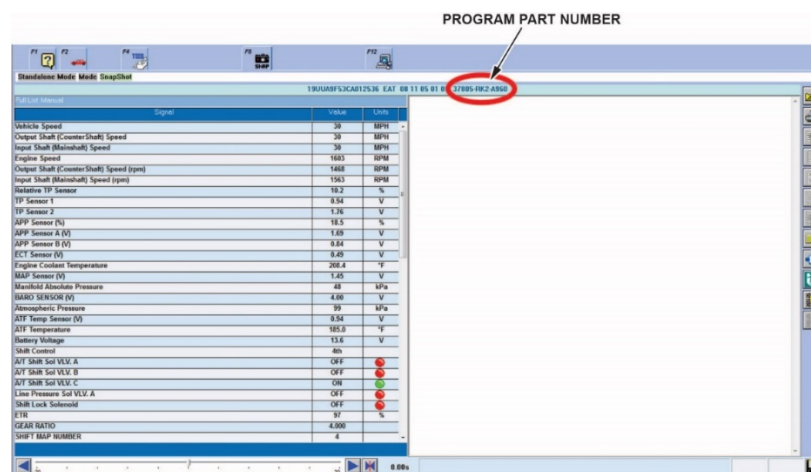 PROGRAM PART NUMBER
F1 F2 F4 F8 F12
SNAP
Standalone Mode Mode SnapShot
37805-RK2-A960
Full List Manual
Signal Value Units
Vehicle Speed 30 MPH
Output Shaft (CounterShaft) Speed 30 MPH
Input Shaft (Mainshaft) Speed 30 MPH
Engine Speed 1603 RPM
Output Shaft (CounterShaft) Speed (rpm) 1468 RPM
Input Shaft (Mainshaft) Speed (rpm) 1563 RPM
Relative TP Sensor 10.2 %
TP Sensor 1 0.94 V
TP Sensor 2 1.76 V
APP Sensor (%) 18.5 %
APP Sensor A (V) 1.69 V
APP Sensor B (V) 0.84 V
ECT Sensor (V) 0.49 V
Engine Coolant Temperature 208.4 °F
MAP Sensor (V) 1.45 V
Manifold Absolute Pressure 48 kPa
BARO SENSOR (V) 4.00 V
Atmospheric Pressure 99 kPa
ATF Temp Sensor (V) 0.94 V
ATF Temperature 185.0 °F
Battery Voltage 13.6 V
Shift Control 4th
A/T Shift Sol VLV. A OFF
A/T Shift Sol VLV. B OFF
A/T Shift Sol VLV. C ON
Line Pressure Sol VLV. A OFF
Shift Lock Solenoid OFF
ETR 97 %
GEAR RATIO 4.000
SHIFT MAP NUMBER 4
0.00s